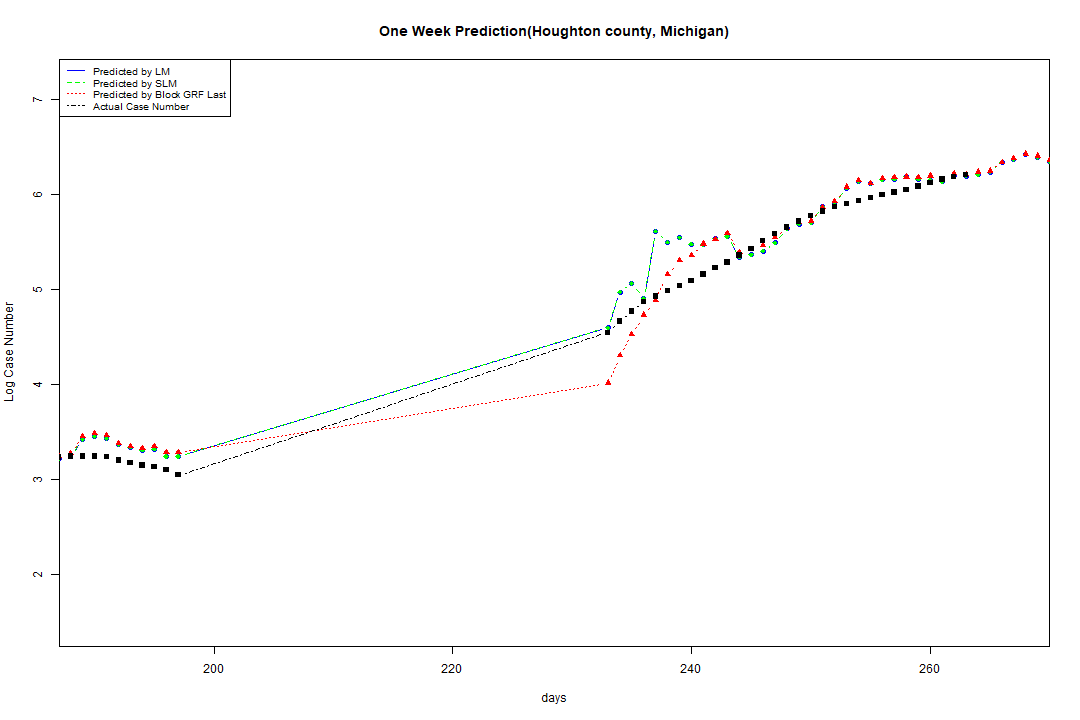 One Week Prediction(Houghton county, Michigan)
Predicted by LM
Predicted by SLM
Predicted by Block GRF Last
Actual Case Number
7
6
5
4
3
2
Log Case Number
200 220 240 260
days